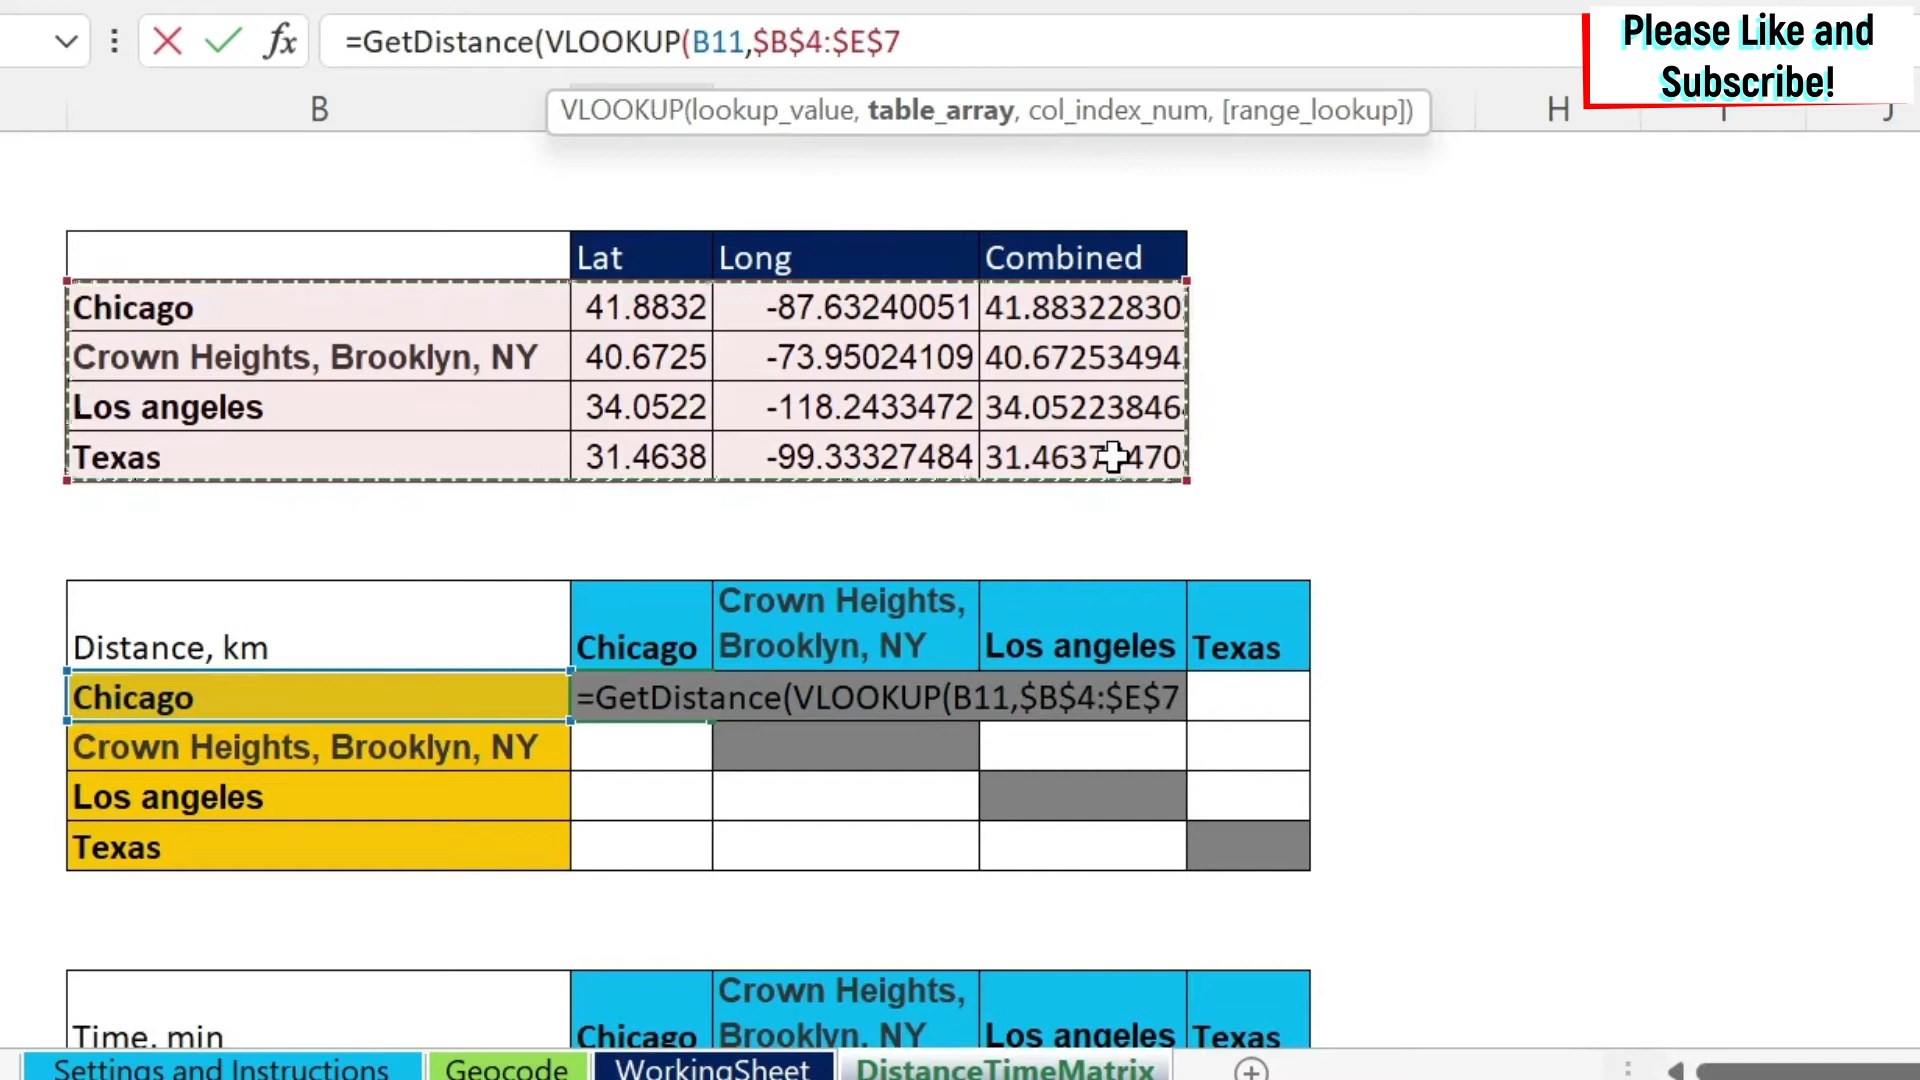 =GetDistance(VLOOKUP(B11,$B$4:$E$7
Please Like and
Subscribe!
B
VLOOKUP(lookup_value, table_array, col_index_num, [range_lookup])
H
J
Lat Long Combined
Chicago 41.8832 -87.63240051 41.88322830
Crown Heights, Brooklyn, NY 40.6725 -73.95024109 40.67253494
Los angeles 34.0522 -118.2433472 34.05223846
Texas 31.4638 -99.33327484
Crown Heights,
Distance, km Chicago Brooklyn, NY Los angeles Texas
Chicago =GetDistance(VLOOKUP(B11,$B$4:$E$7
Crown Heights, Brooklyn, NY
Los angeles
Texas
Crown Heights,
Time, min Chicago Brooklyn, NY Los angeles Texas
Settings and Instructions Geocode WorkingSheet DistanceTimeMatrix